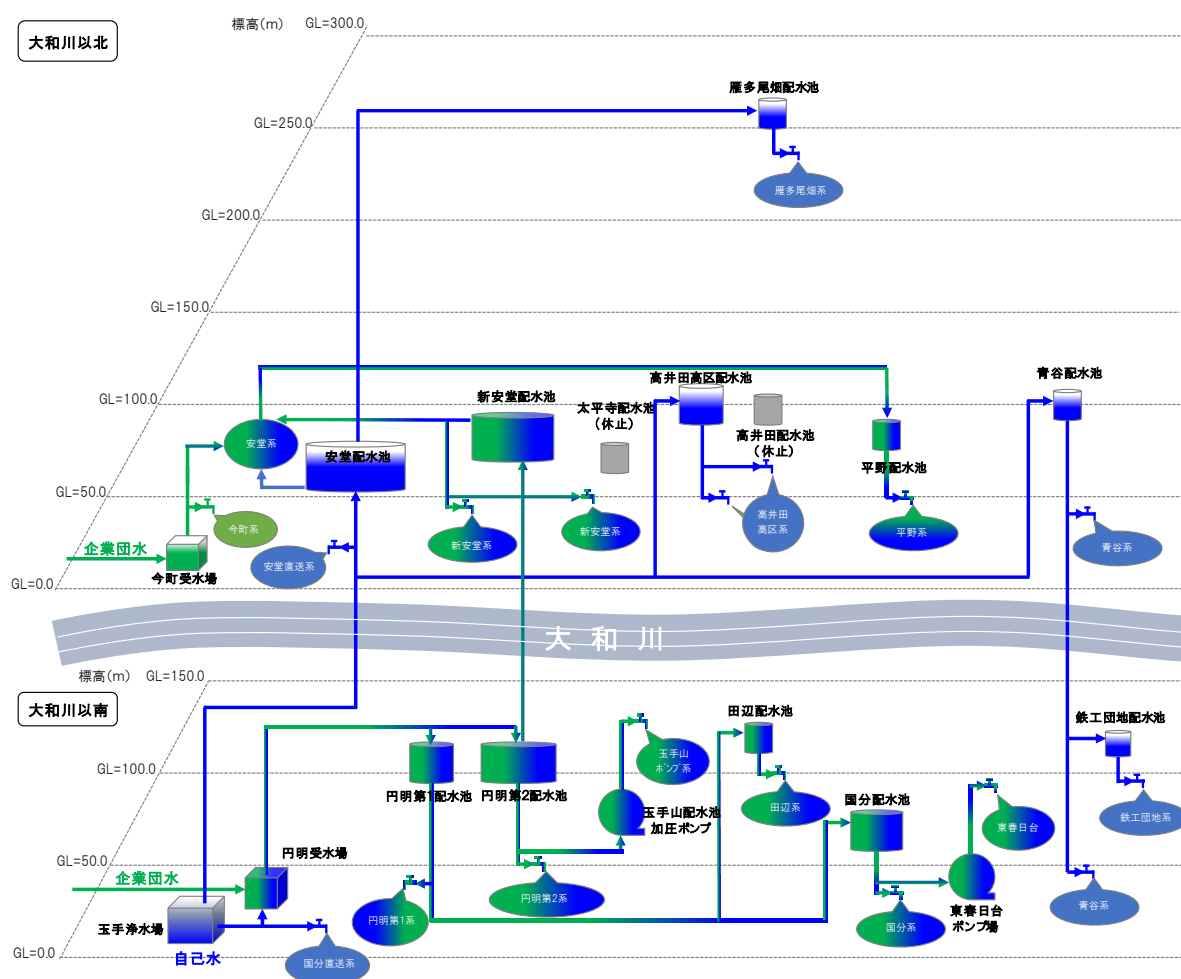 標高(m) GL=300.0
大和川以北
雁多尾畑配水池
GL=250.0
雁多尾畑系
GL=200.0
GL=150.0
高井田高区配水池
青谷配水池
新安堂配水池
太平寺配水池
(休止)
GL=100.0
高井田配水池
(休止)
安堂系
安堂配水池
平野配水池
GL=50.0
今町系
新安堂系
新安堂系
高井田
高区系
平野系
企業団水
安堂直送系
青谷系
今町受水場
GL=0.0
大和川
標高(m) GL=150.0
大和川以南
田辺配水池
鉄工団地配水池
玉手山
ポンプ系
GL=100.0
円明第1配水池
円明第2配水池
玉手山配水池
加圧ポンプ
田辺系
国分配水池
鉄工団地系
東春日台
円明受水場
GL=50.0
企業団水
円明第2系
青谷系
円明第1系
国分系
東春日台
ポンプ場
玉手浄水場
自己水
国分直送系
GL=0.0